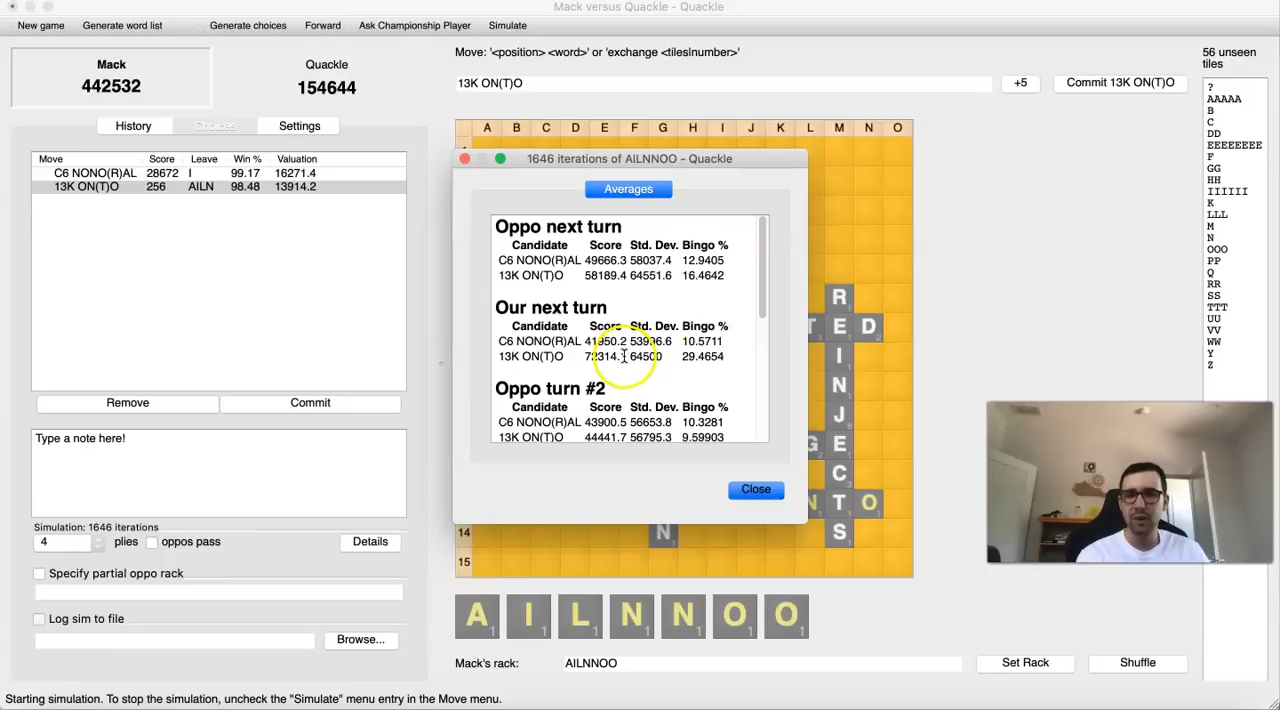 Mack versus Quackle - Quackle
New game Generate word list Generate choices Forward Ask Championship Player Simulate
Mack
442532
Quackle
154644
History Choices Settings
Move Score Leave Win % Valuation
C6 NONO(R)AL 28672 I 99.17 16271.4
13K ON(T)O 256 AILN 98.48 13914.2
Remove Commit
Type a note here!
Simulation: 1646 iterations
4 plies oppos pass Details
Specify partial oppo rack
Log sim to file
Browse...
Move: '<position> <word>' or 'exchange <tiles|number>'
13K ON(T)O +5 Commit 13K ON(T)O
A B C D E F G H I J K L M N O
1646 iterations of AILNNOO - Quackle
Averages
Oppo next turn
Candidate Score Std. Dev. Bingo %
C6 NONO(R)AL 49666.3 58037.4 12.9405
13K ON(T)O 58189.4 64551.6 16.4642
Our next turn
Candidate Score Std. Dev. Bingo %
C6 NONO(R)AL 41950.2 10.5711
13K ON(T)O 64500 29.4654
Oppo turn #2
Candidate Score Std. Dev. Bingo %
C6 NONO(R)AL 43900.5 56653.8 10.3281
13K ON(T)O 44441.7 56795.3 9.59903
Close
R
T E D
I
N
J
G E
C
N T O
14 N S
15
A I L N N O O
Mack's rack: AILNNOO Set Rack Shuffle
56 unseen
tiles
?
AAAAA
B
C
DD
EEEEEEEE
F
GG
HH
IIIIII
K
LLL
M
N
OOO
PP
Q
RR
SS
TTT
UU
VV
WW
Y
Z
Starting simulation. To stop the simulation, uncheck the "Simulate" menu entry in the Move menu.